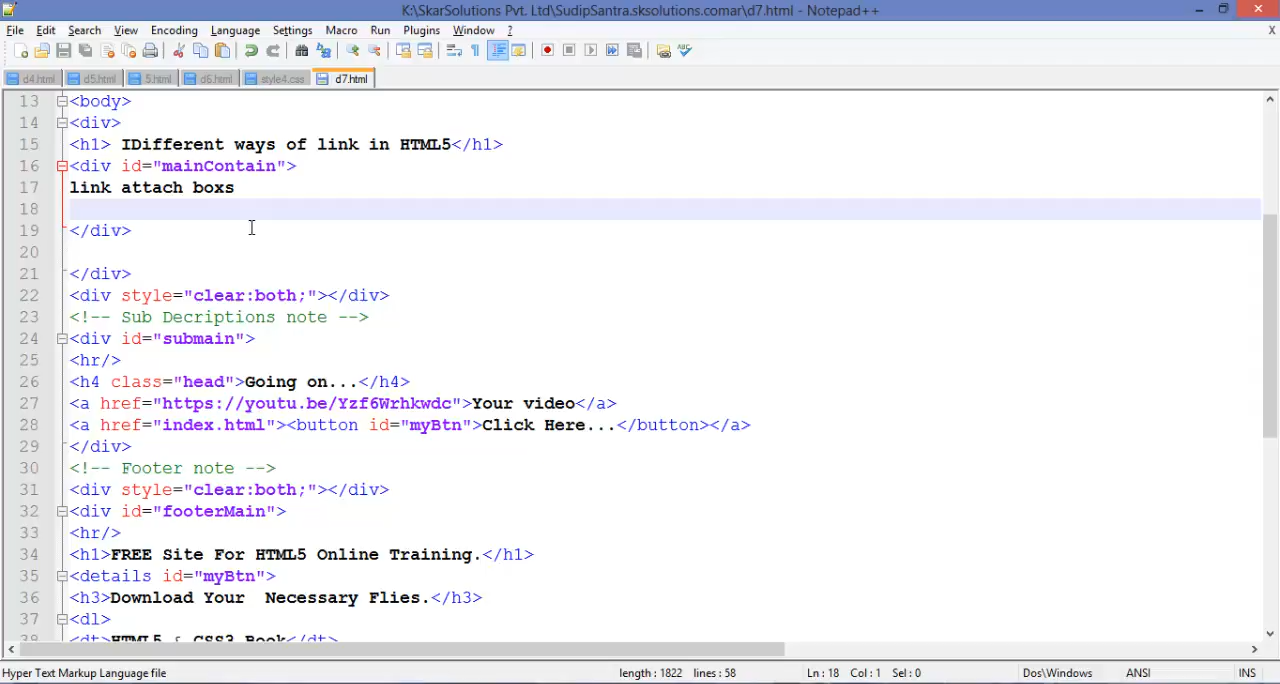 K:\SkarSolutions Pvt. Ltd\SudipSantra.sksolutions.comar\d7.html - Notepad++
File Edit Search View Encoding Language Settings Macro Run Plugins Window ?
X
d4.html d5.html 5.html d6.html style4.css d7.html
13 <body>
14 <div>
15 <h1> IDifferent ways of link in HTML5</h1>
16 <div id="mainContain">
17 link attach boxs
18
19 </div>
20
21 </div>
22 <div style="clear:both;"></div>
23 <!-- Sub Decriptions note -->
24 <div id="submain">
25 <hr/>
26 <h4 class="head">Going on...</h4>
27 <a href="https://youtu.be/Yzf6Wrhkwdc">Your video</a>
28 <a href="index.html"><button id="myBtn">Click Here...</button></a>
29 </div>
30 <!-- Footer note -->
31 <div style="clear:both;"></div>
32 <div id="footerMain">
33 <hr/>
34 <h1>FREE Site For HTML5 Online Training.</h1>
35 <details id="myBtn">
36 <h3>Download Your  Necessary Flies.</h3>
37 <dl>
38 <dt>HTML5 & CSS3 Book</dt>
Hyper Text Markup Language file length : 1822 lines : 58 Ln : 18 Col : 1 Sel : 0 Dos\Windows ANSI INS